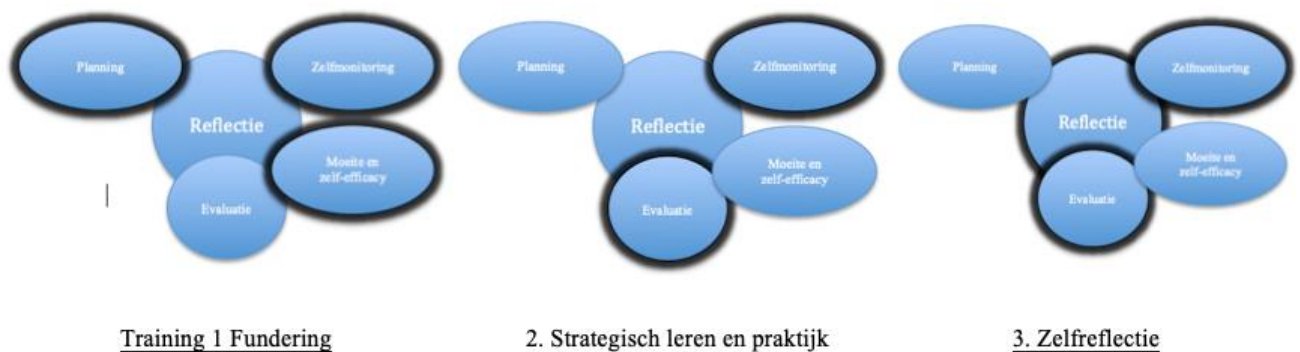 Planning
Zelfmonitoring
Reflectie
Moeite en
zelf-efficacy
Evaluatie
Training 1 Fundering
Planning
Zelfmonitoring
Reflectie
Moeite en
zelf-efficacy
Evaluatie
2. Strategisch leren en praktijk
Planning
Zelfmonitoring
Reflectie
Moeite en
zelf-efficacy
Evaluatie
3. Zelfreflectie